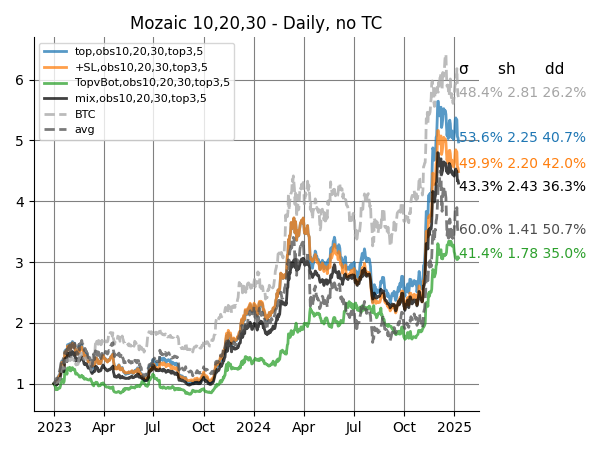 Mozaic 10,20,30 - Daily, no TC
top,obs10,20,30,top3,5
+SL,obs10,20,30,top3,5
TopvBot,obs10,20,30,top3,5
mix,obs10,20,30,top3,5
BTC
avg
σ sh dd
48.4% 2.81 26.2%
53.6% 2.25 40.7%
49.9% 2.20 42.0%
43.3% 2.43 36.3%
60.0% 1.41 50.7%
41.4% 1.78 35.0%
6
5
4
3
2
1
2023 Apr Jul Oct 2024 Apr Jul Oct 2025